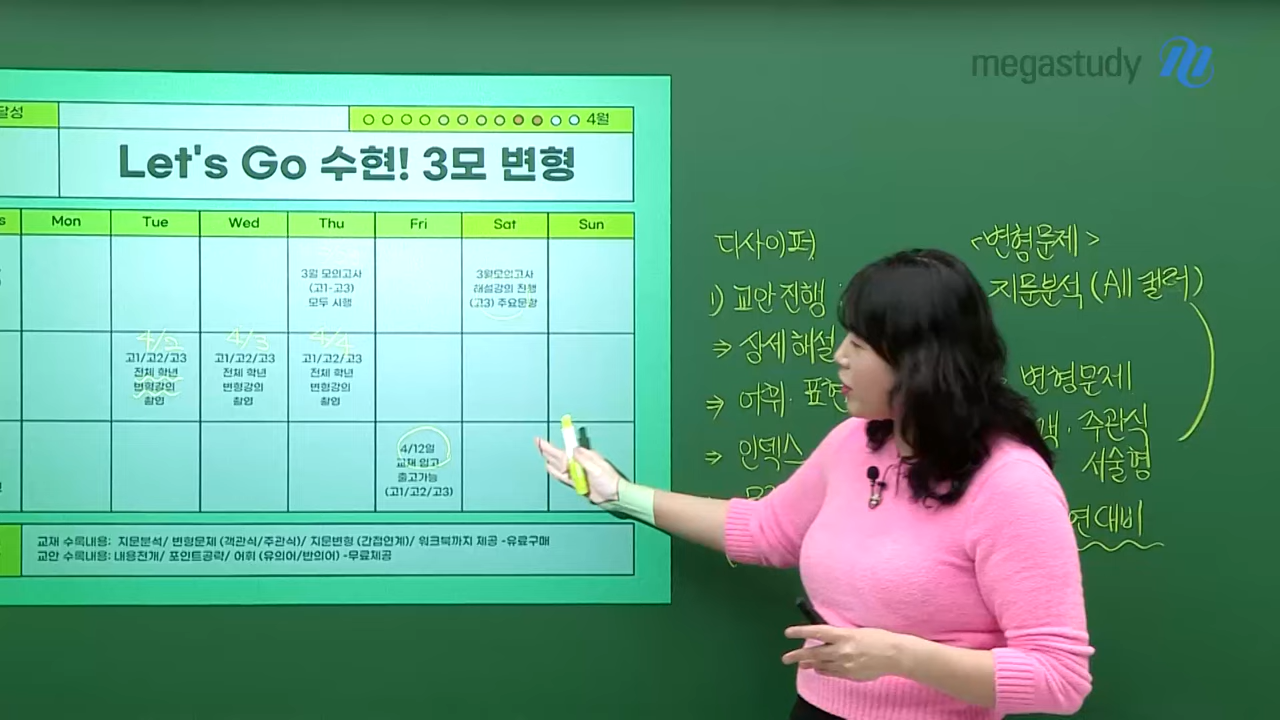 megastudy
달성
4월
Let's Go 수현! 3모 변형
Mon Tue Wed Thu Fri Sat Sun
3월 모의고사
(고1-고3)
모두 시행
3월모의고사
해설강의 진행
(고3) 주요문항
4/2
고1/고2/고3
전체 학년
변형강의
촬영
4/3
고1/고2/고3
전체 학년
변형강의
촬영
4/4
고1/고2/고3
전체 학년
변형강의
촬영
4/12일
교재 입고
출고가능
(고1/고2/고3)
교재 수록내용: 지문분석/ 변형문제 (객관식/주관식)/ 지문변형 (간접연계)/ 워크북까지 제공 -유료구매
교안 수록내용: 내용전개/ 포인트공략/ 어휘 (유의어/반의어) -무료제공
디사이퍼
1) 교안 진행 :
⇒ 상세해설
⇒ 어휘·표현
⇒ 인덱스
<변형문제>
지문분석 (All 컬러)
변형문제
객·주관식
서술형
연대비